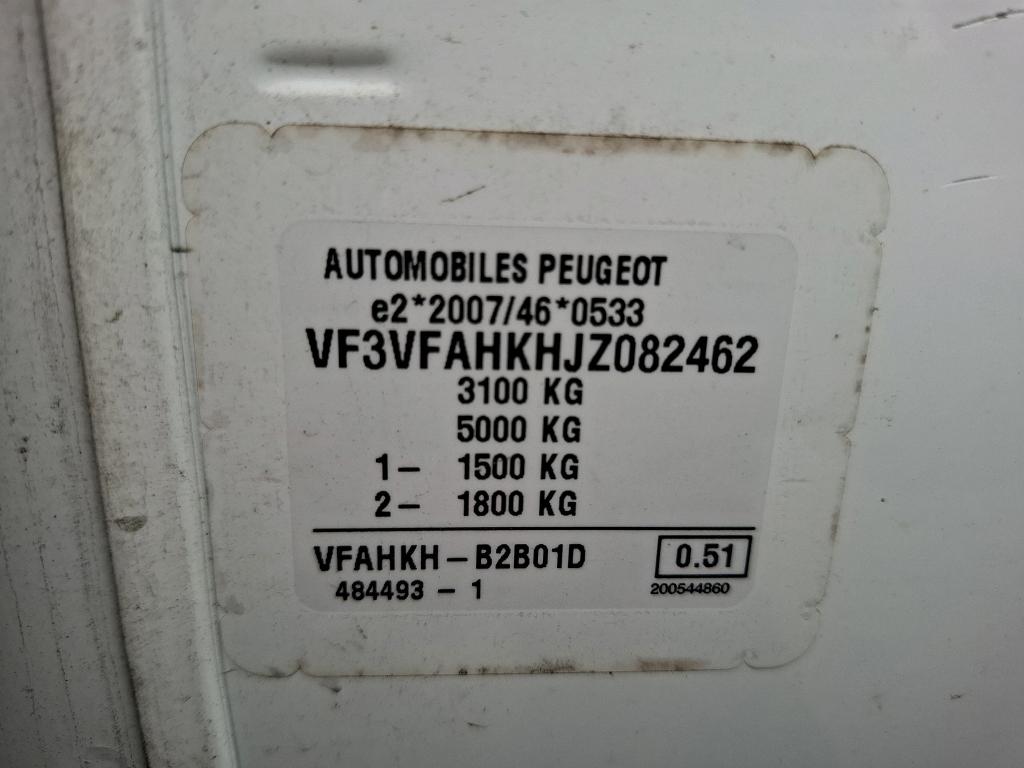 AUTOMOBILES PEUGEOT
e2*2007/46*0533
VF3VFAHKHJZ082462
3100 KG
5000 KG
1– 1500 KG
2– 1800 KG
VFAHKH – B2B01D 0.51
484493 – 1 200544860